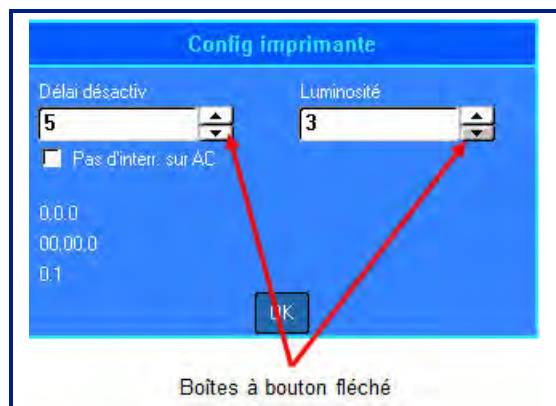 Config imprimante
Délai désactiv Luminosité
5 3
Pas d'interr. sur AC
0.0.0
00.00.0
0.1
OK
Boîtes à bouton fléché